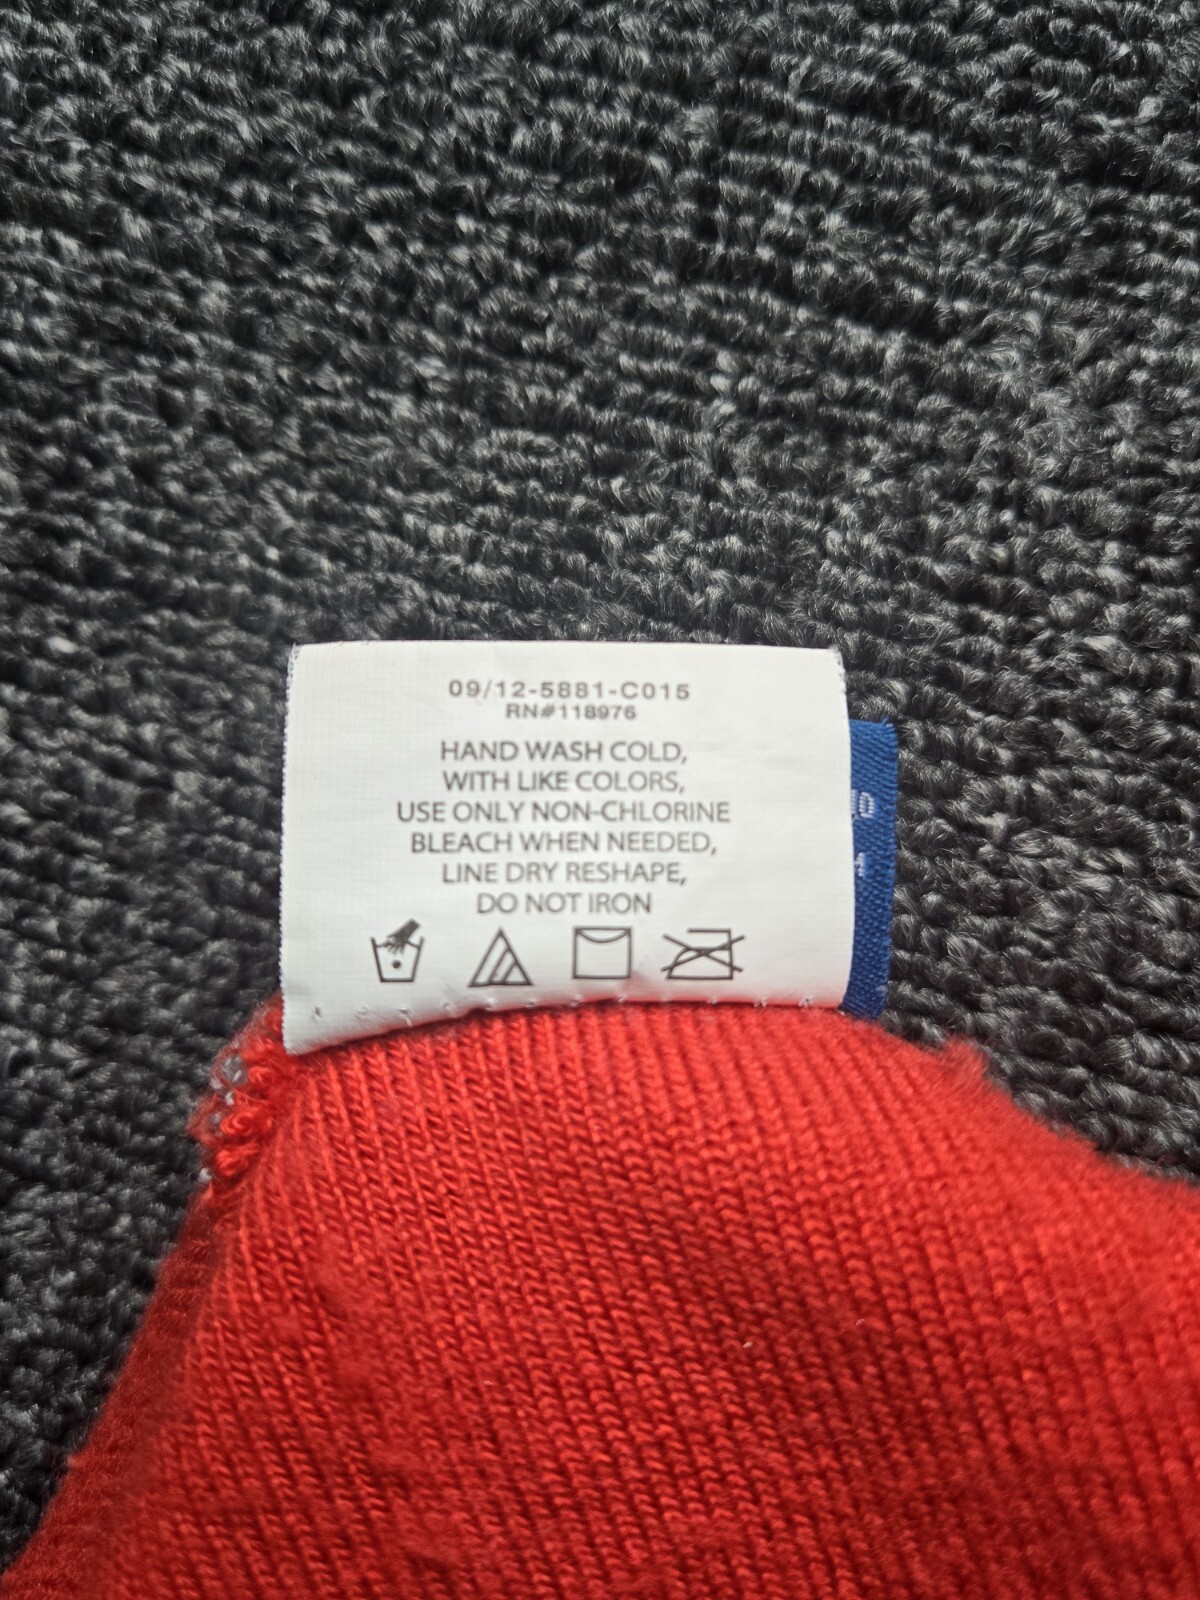 09/12-5881-C015
RN#118976
HAND WASH COLD,
WITH LIKE COLORS,
USE ONLY NON-CHLORINE
BLEACH WHEN NEEDED,
LINE DRY RESHAPE,
DO NOT IRON